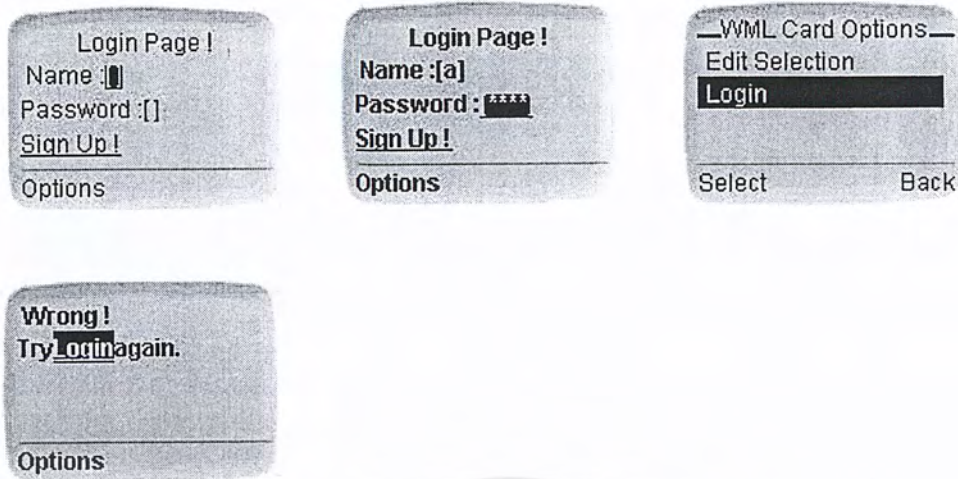 Login Page !
Name :[]
Password :[]
Sign Up !
Options
Login Page !
Name :[a]
Password : ****
Sign Up !
Options
WML Card Options
Edit Selection
Login
Select Back
Wrong !
Try Login again.
Options